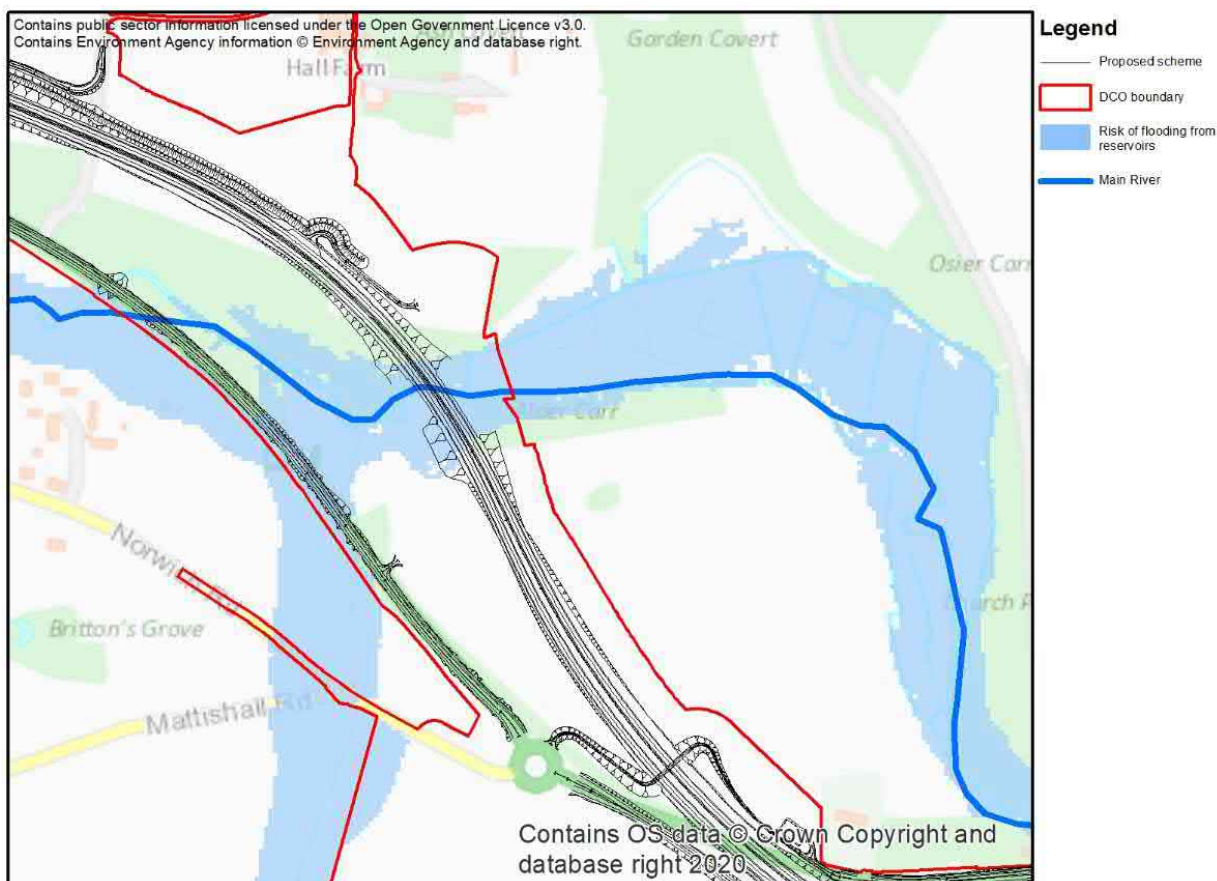 Contains public sector information licensed under the Open Government Licence v3.0.
Contains Environment Agency information © Environment Agency and database right.
Hall Farm
Garden Covert
Osier Carr
Alder Carr
Norwich Rd
Britton's Grove
Mattishall Rd
Contains OS data © Crown Copyright and
database right 2020
Legend
Proposed scheme
DCO boundary
Risk of flooding from
reservoirs
Main River